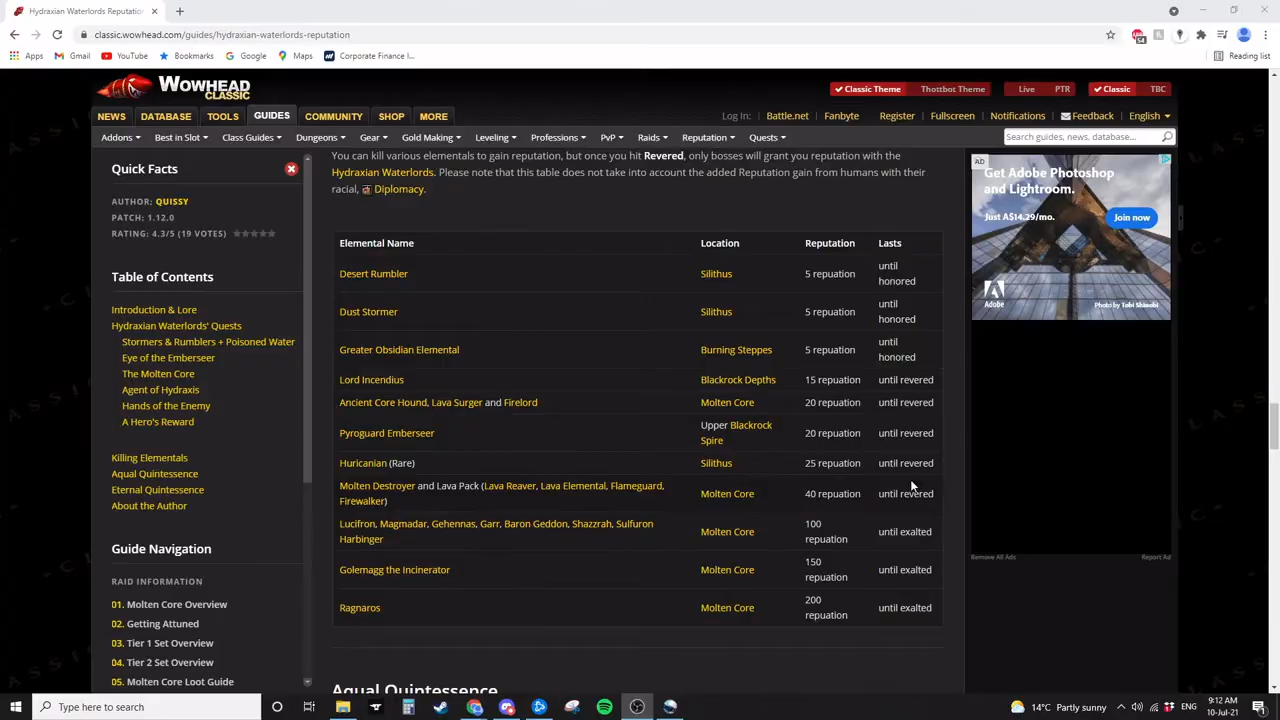 Hydraxian Waterlords Reputation
classic.wowhead.com/guides/hydraxian-waterlords-reputation
Apps Gmail YouTube Bookmarks Google Maps Corporate Finance I... Reading list
WOWHEAD
CLASSIC
Classic Theme Thottbot Theme Live PTR Classic TBC
NEWS DATABASE TOOLS GUIDES COMMUNITY SHOP MORE Log In: Battle.net Fanbyte Register Fullscreen Notifications Feedback English
Addons Best in Slot Class Guides Dungeons Gear Gold Making Leveling Professions PvP Raids Reputation Quests Search guides, news, database...
You can kill various elementals to gain reputation, but once you hit Revered, only bosses will grant you reputation with the
Hydraxian Waterlords. Please note that this table does not take into account the added Reputation gain from humans with their
racial, Diplomacy.
Quick Facts
AUTHOR: QUISSY
PATCH: 1.12.0
RATING: 4.3/5 (19 VOTES)
Table of Contents
Introduction & Lore
Hydraxian Waterlords' Quests
Stormers & Rumblers + Poisoned Water
Eye of the Emberseer
The Molten Core
Agent of Hydraxis
Hands of the Enemy
A Hero's Reward
Killing Elementals
Aqual Quintessence
Eternal Quintessence
About the Author
Guide Navigation
RAID INFORMATION
01. Molten Core Overview
02. Getting Attuned
03. Tier 1 Set Overview
04. Tier 2 Set Overview
05. Molten Core Loot Guide
Elemental Name Location Reputation Lasts
Desert Rumbler Silithus 5 repuation until
honored
Dust Stormer Silithus 5 repuation until
honored
Greater Obsidian Elemental Burning Steppes 5 repuation until
honored
Lord Incendius Blackrock Depths 15 repuation until revered
Ancient Core Hound, Lava Surger and Firelord Molten Core 20 repuation until revered
Pyroguard Emberseer Upper Blackrock
Spire 20 repuation until revered
Huricanian (Rare) Silithus 25 repuation until revered
Molten Destroyer and Lava Pack (Lava Reaver, Lava Elemental, Flameguard,
Firewalker) Molten Core 40 repuation until revered
Lucifron, Magmadar, Gehennas, Garr, Baron Geddon, Shazzrah, Sulfuron
Harbinger Molten Core 100
repuation until exalted
Golemagg the Incinerator Molten Core 150
repuation until exalted
Ragnaros Molten Core 200
repuation until exalted
Aqual Quintessence
AD
Get Adobe Photoshop
and Lightroom.
Just A$14.29/mo. Join now
Adobe
Photo by Tobi Shinobi
Remove All Ads Report Ad
Type here to search
14°C Partly sunny ENG 9:12 AM
10-Jul-21